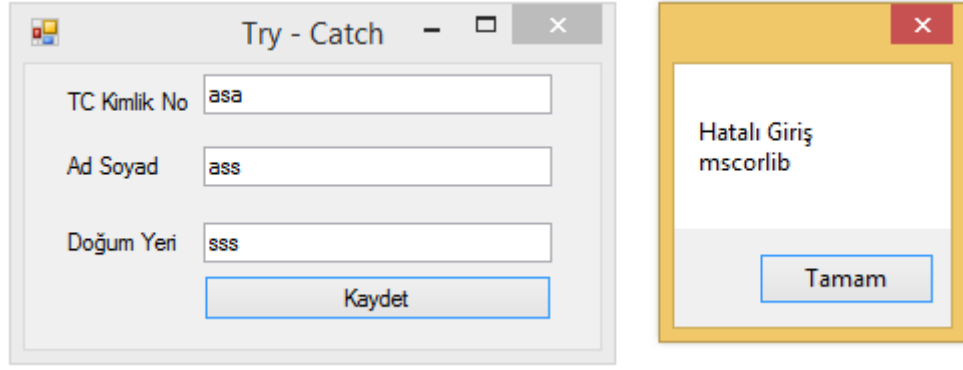 Try - Catch
TC Kimlik No asa
Ad Soyad ass
Doğum Yeri sss
Kaydet
Hatalı Giriş
mscorlib
Tamam